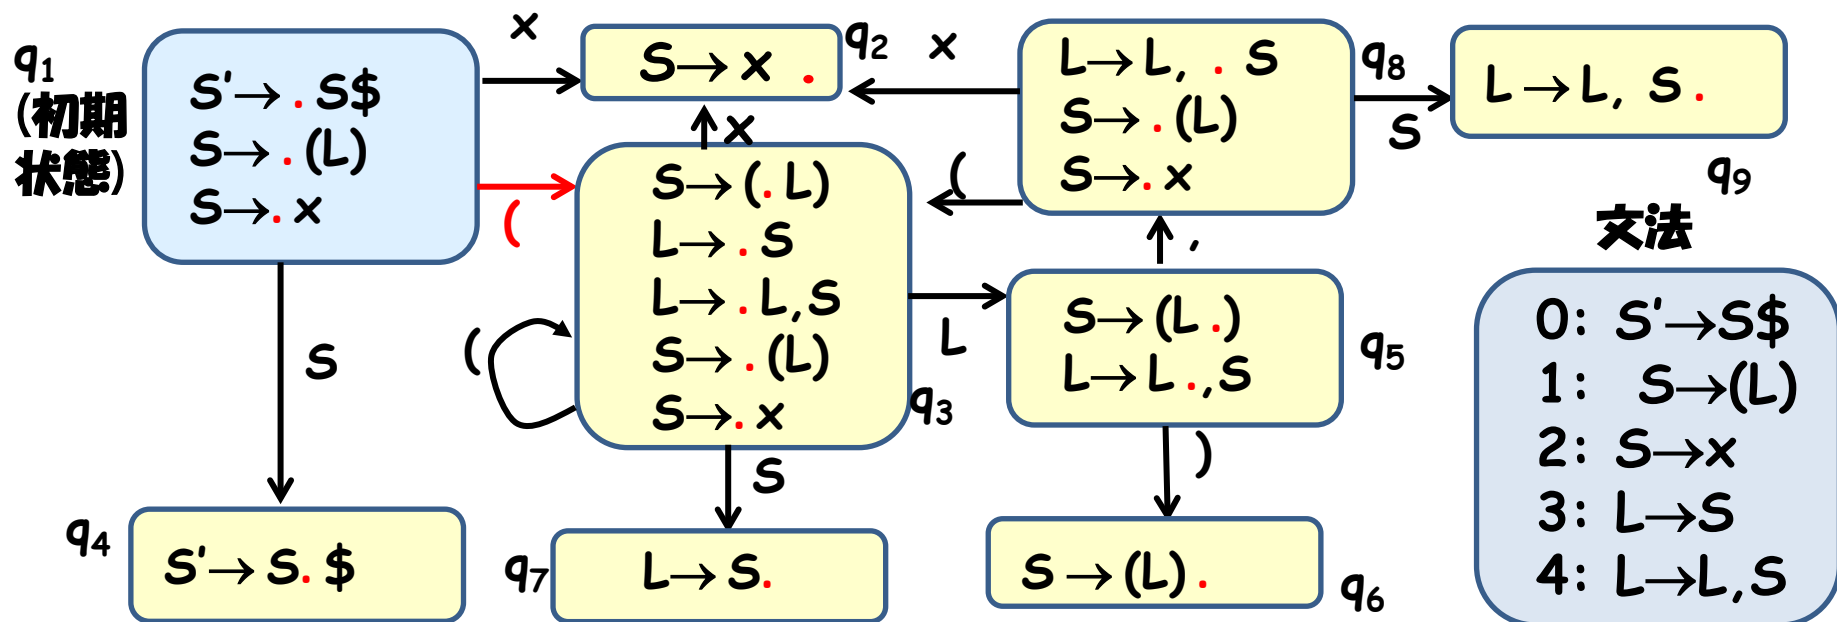 q1
(初期
状態)
S'→ . S$
S→ . (L)
S→. x
x
(
S
S→ x .
q2
x
x
S→(. L)
L→ . S
L→ . L,S
S→ . (L)
S→. x
q3
(
S
L
(
L→L, . S
S→ . (L)
S→. x
q8
S
L →L, S .
q9
,
S→ (L .)
L→ L .,S
q5
)
q4
S'→ S. $
q7
L→ S.
S →(L) .
q6
文法
0: S'→S$
1: S→(L)
2: S→x
3: L→S
4: L→L,S